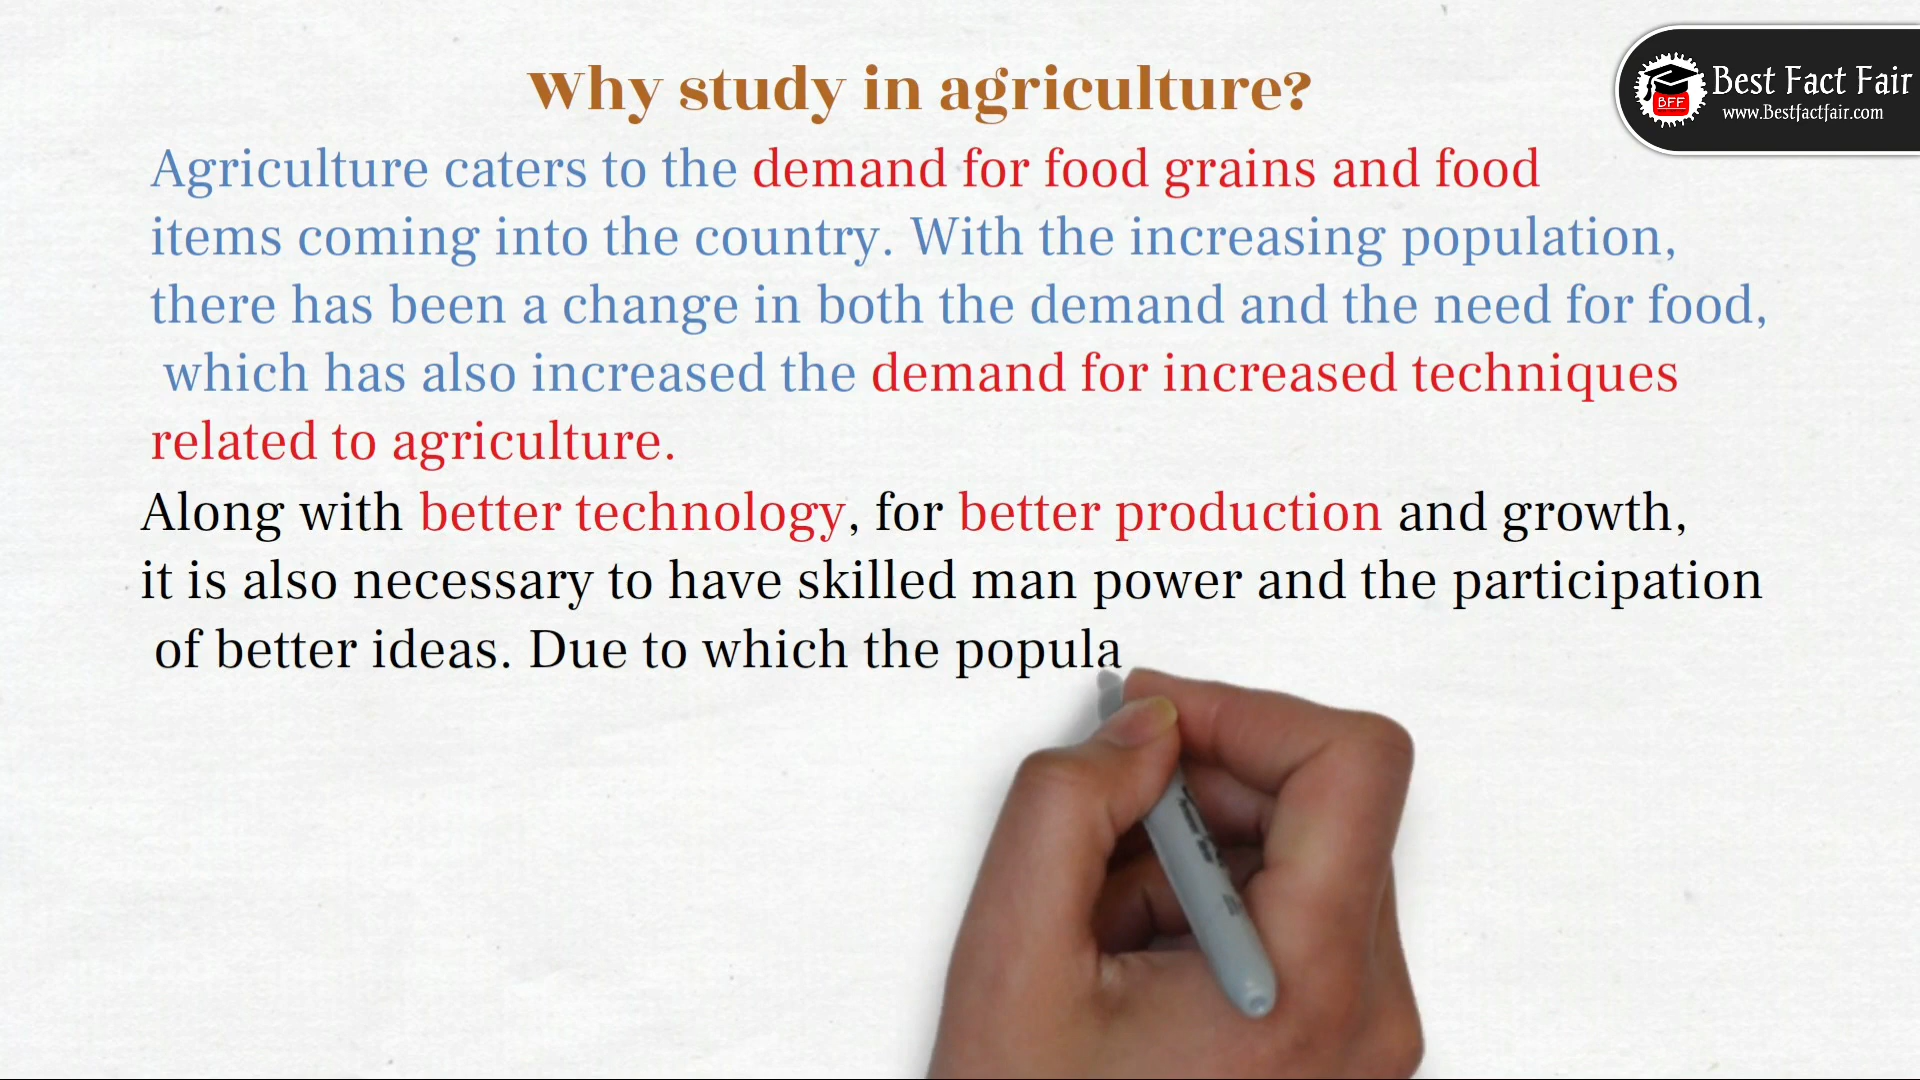 Why study in agriculture?
BFF
Best Fact Fair
www.Bestfactfair.com
Agriculture caters to the demand for food grains and food
items coming into the country. With the increasing population,
there has been a change in both the demand and the need for food,
which has also increased the demand for increased techniques
related to agriculture.
Along with better technology, for better production and growth,
it is also necessary to have skilled man power and the participation
of better ideas. Due to which the popula